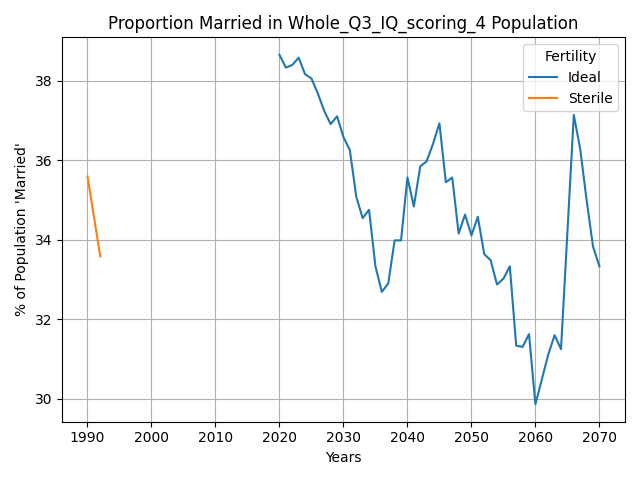 Proportion Married in Whole_Q3_IQ_scoring_4 Population
Fertility
Ideal
Sterile
% of Population 'Married'
38
36
34
32
30
1990 2000 2010 2020 2030 2040 2050 2060 2070
Years